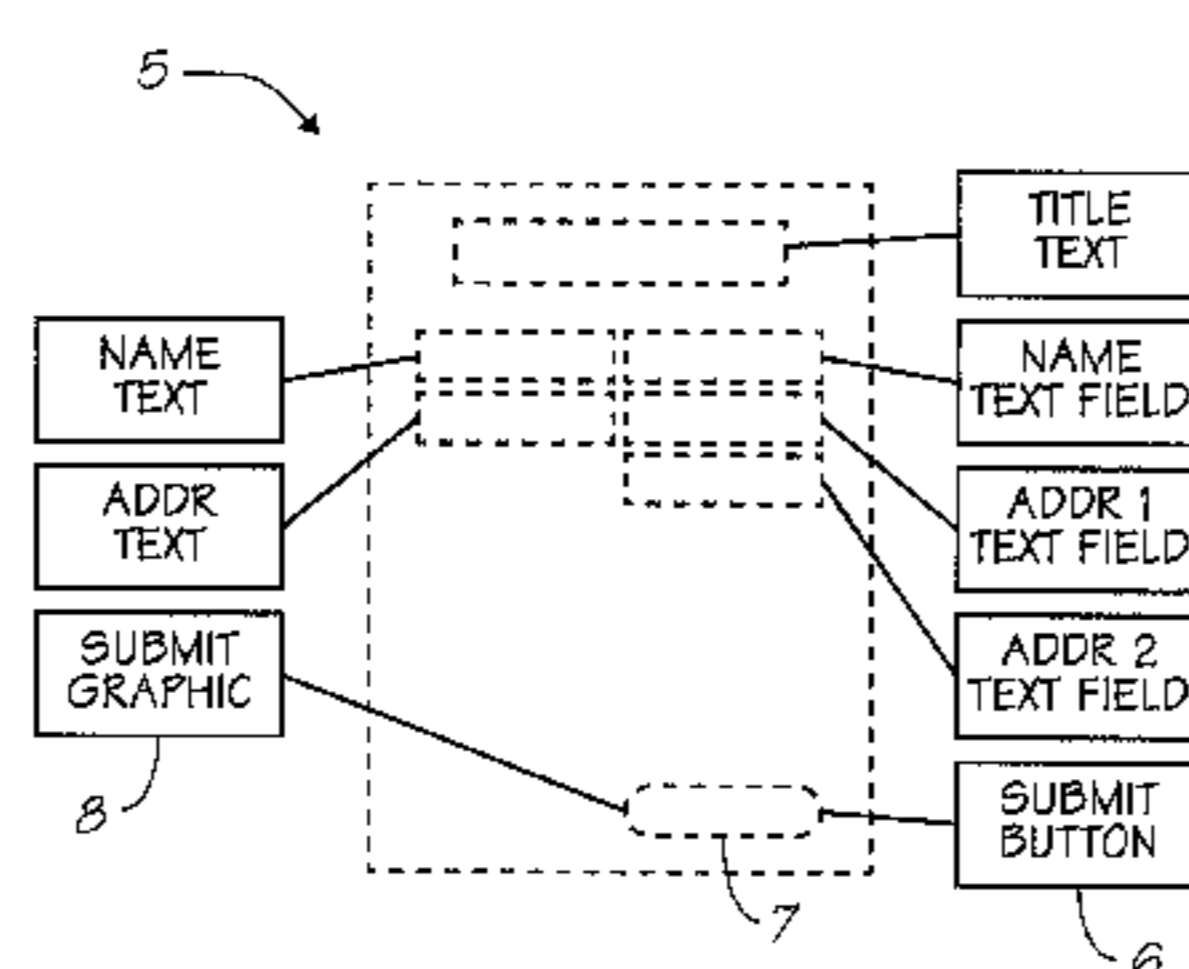 5
TITLE
TEXT
NAME
TEXT
NAME
TEXT FIELD
ADDR
TEXT
ADDR 1
TEXT FIELD
SUBMIT
GRAPHIC
ADDR 2
TEXT FIELD
8
SUBMIT
BUTTON
7
6